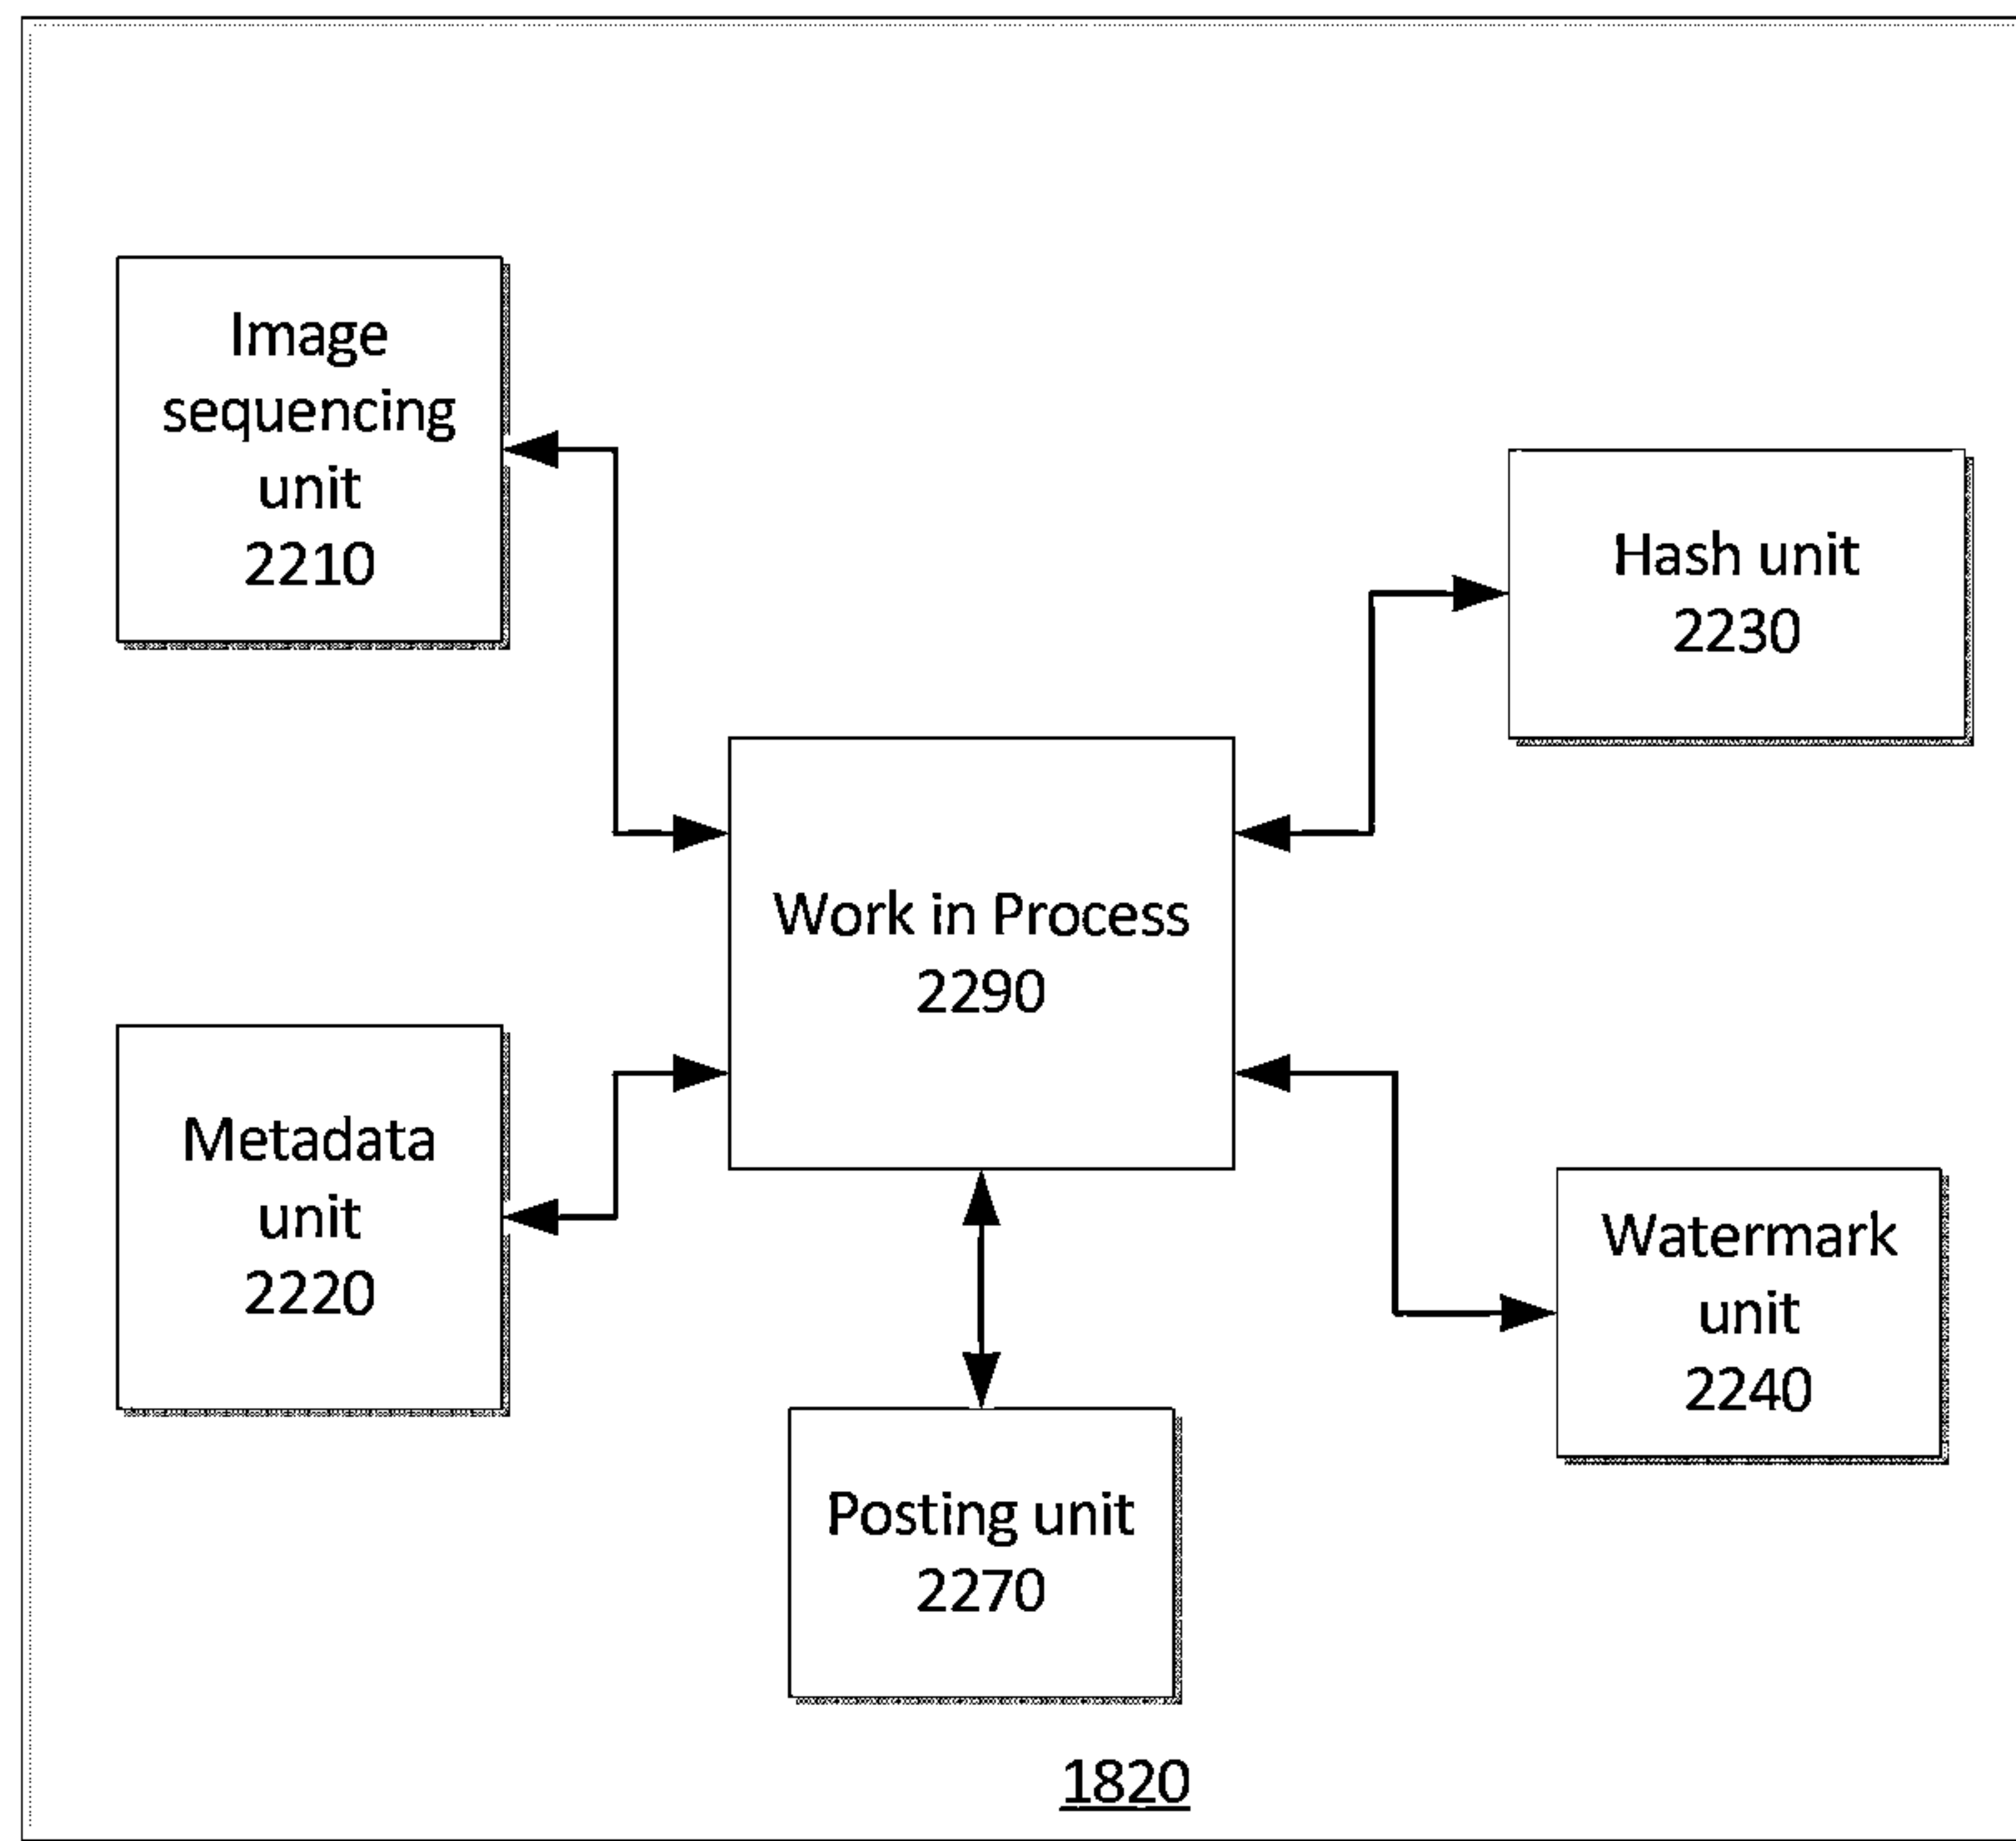 Image
sequencing
unit
2210
Hash unit
2230
Work in Process
2290
Metadata
unit
2220
Watermark
unit
2240
Posting unit
2270
1820